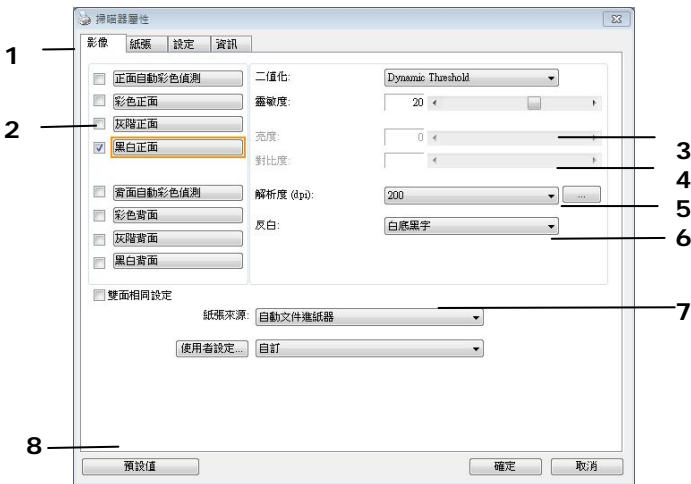 掃瞄器屬性
影像 紙張 設定 資訊
1
正面自動彩色偵測 二值化: Dynamic Threshold
彩色正面 靈敏度: 20
2 灰階正面 亮度: 0
3
黑白正面 對比度:
4
背面自動彩色偵測 解析度 (dpi): 200 ...
5
彩色背面 反白: 白底黑字
6
灰階背面
黑白背面
雙面相同設定
7
紙張來源: 自動文件進紙器
使用者設定... 自訂
8
預設值 確定 取消